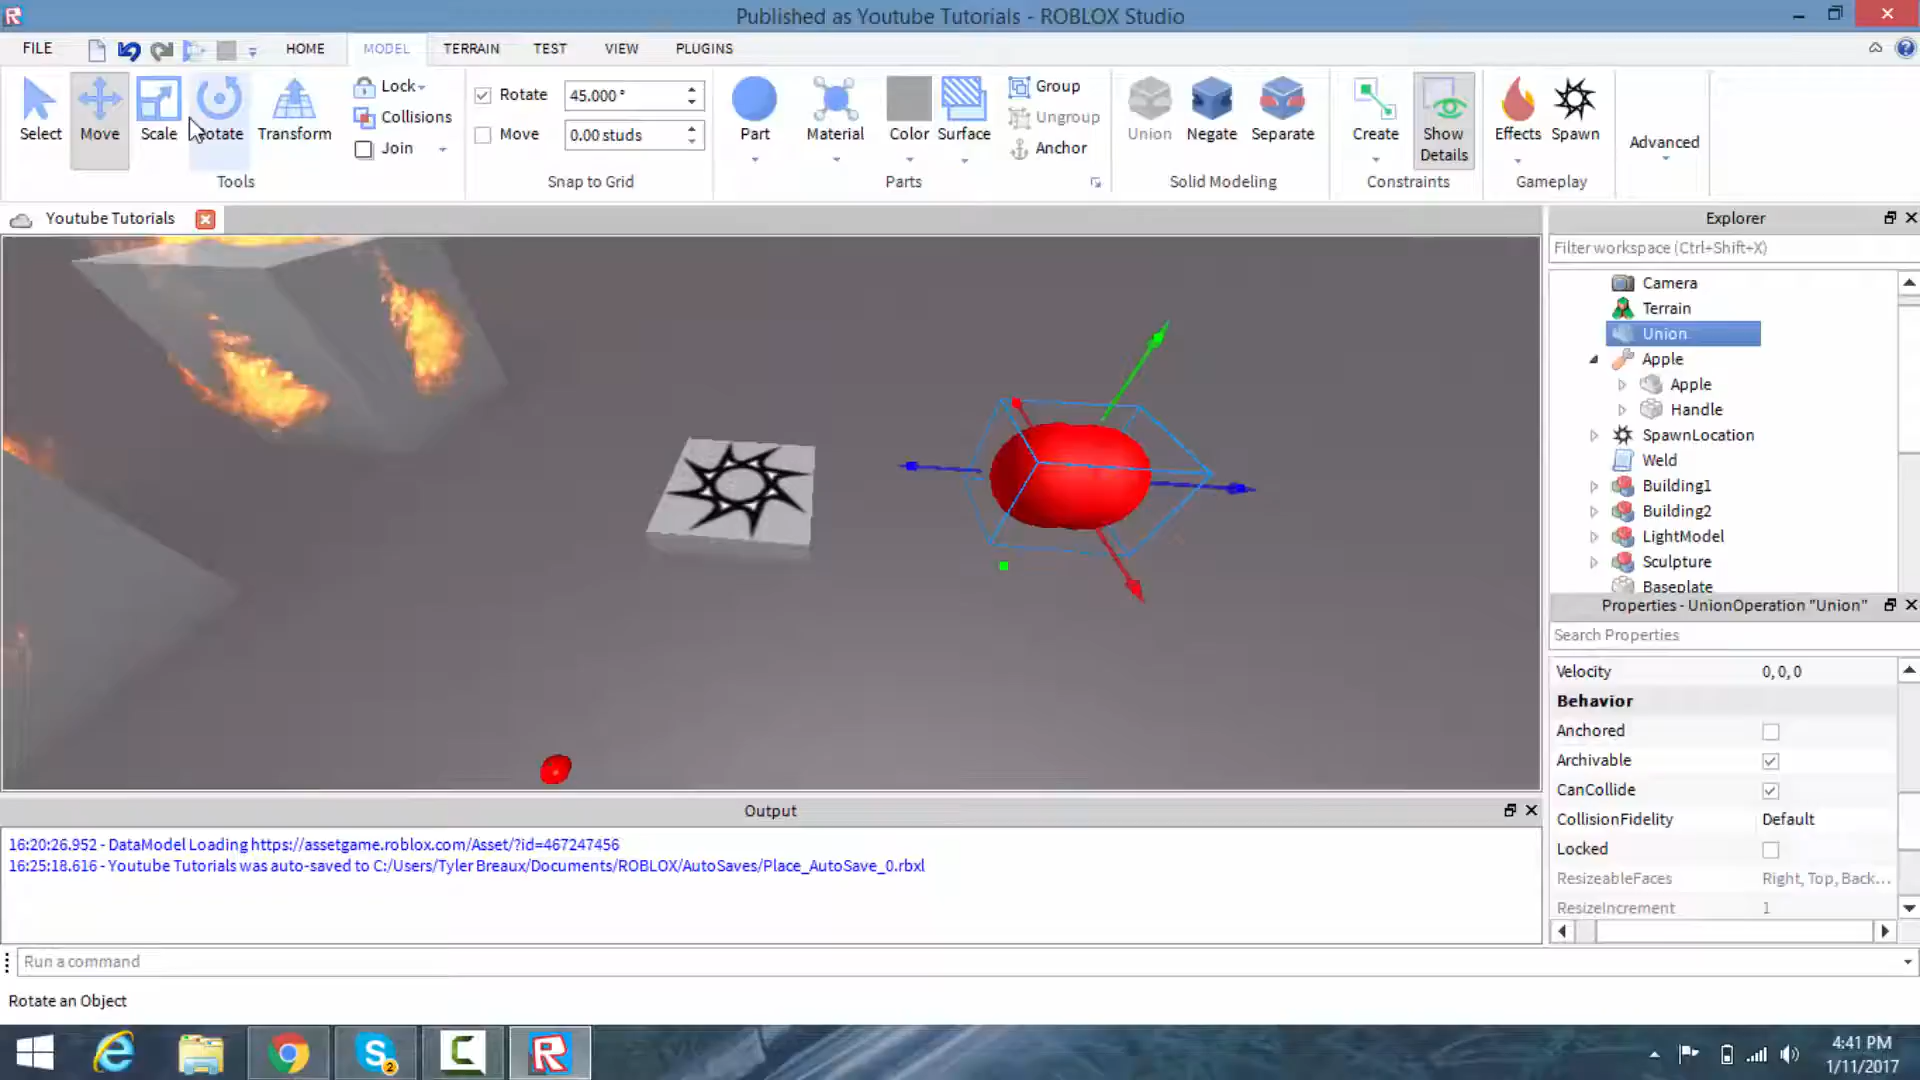 Published as Youtube Tutorials - ROBLOX Studio
FILE HOME MODEL TERRAIN TEST VIEW PLUGINS
Select Move Scale Rotate Transform
Lock
Collisions
Join
Tools
Rotate 45.000 °
Move 0.00 studs
Snap to Grid
Part Material Color Surface
Group
Ungroup
Anchor
Parts
Union Negate Separate
Solid Modeling
Create Show Details
Constraints
Effects Spawn
Gameplay
Advanced
Youtube Tutorials
Explorer
Filter workspace (Ctrl+Shift+X)
Camera
Terrain
Union
Apple
Apple
Handle
SpawnLocation
Weld
Building1
Building2
LightModel
Sculpture
Baseplate
Properties - UnionOperation "Union"
Search Properties
Velocity 0, 0, 0
Behavior
Anchored
Archivable
CanCollide
CollisionFidelity Default
Locked
ResizeableFaces Right, Top, Back...
ResizeIncrement 1
Output
16:20:26.952 - DataModel Loading https://assetgame.roblox.com/Asset/?id=467247456
16:25:18.616 - Youtube Tutorials was auto-saved to C:/Users/Tyler Breaux/Documents/ROBLOX/AutoSaves/Place_AutoSave_0.rbxl
Run a command
Rotate an Object
2
4:41 PM
1/11/2017